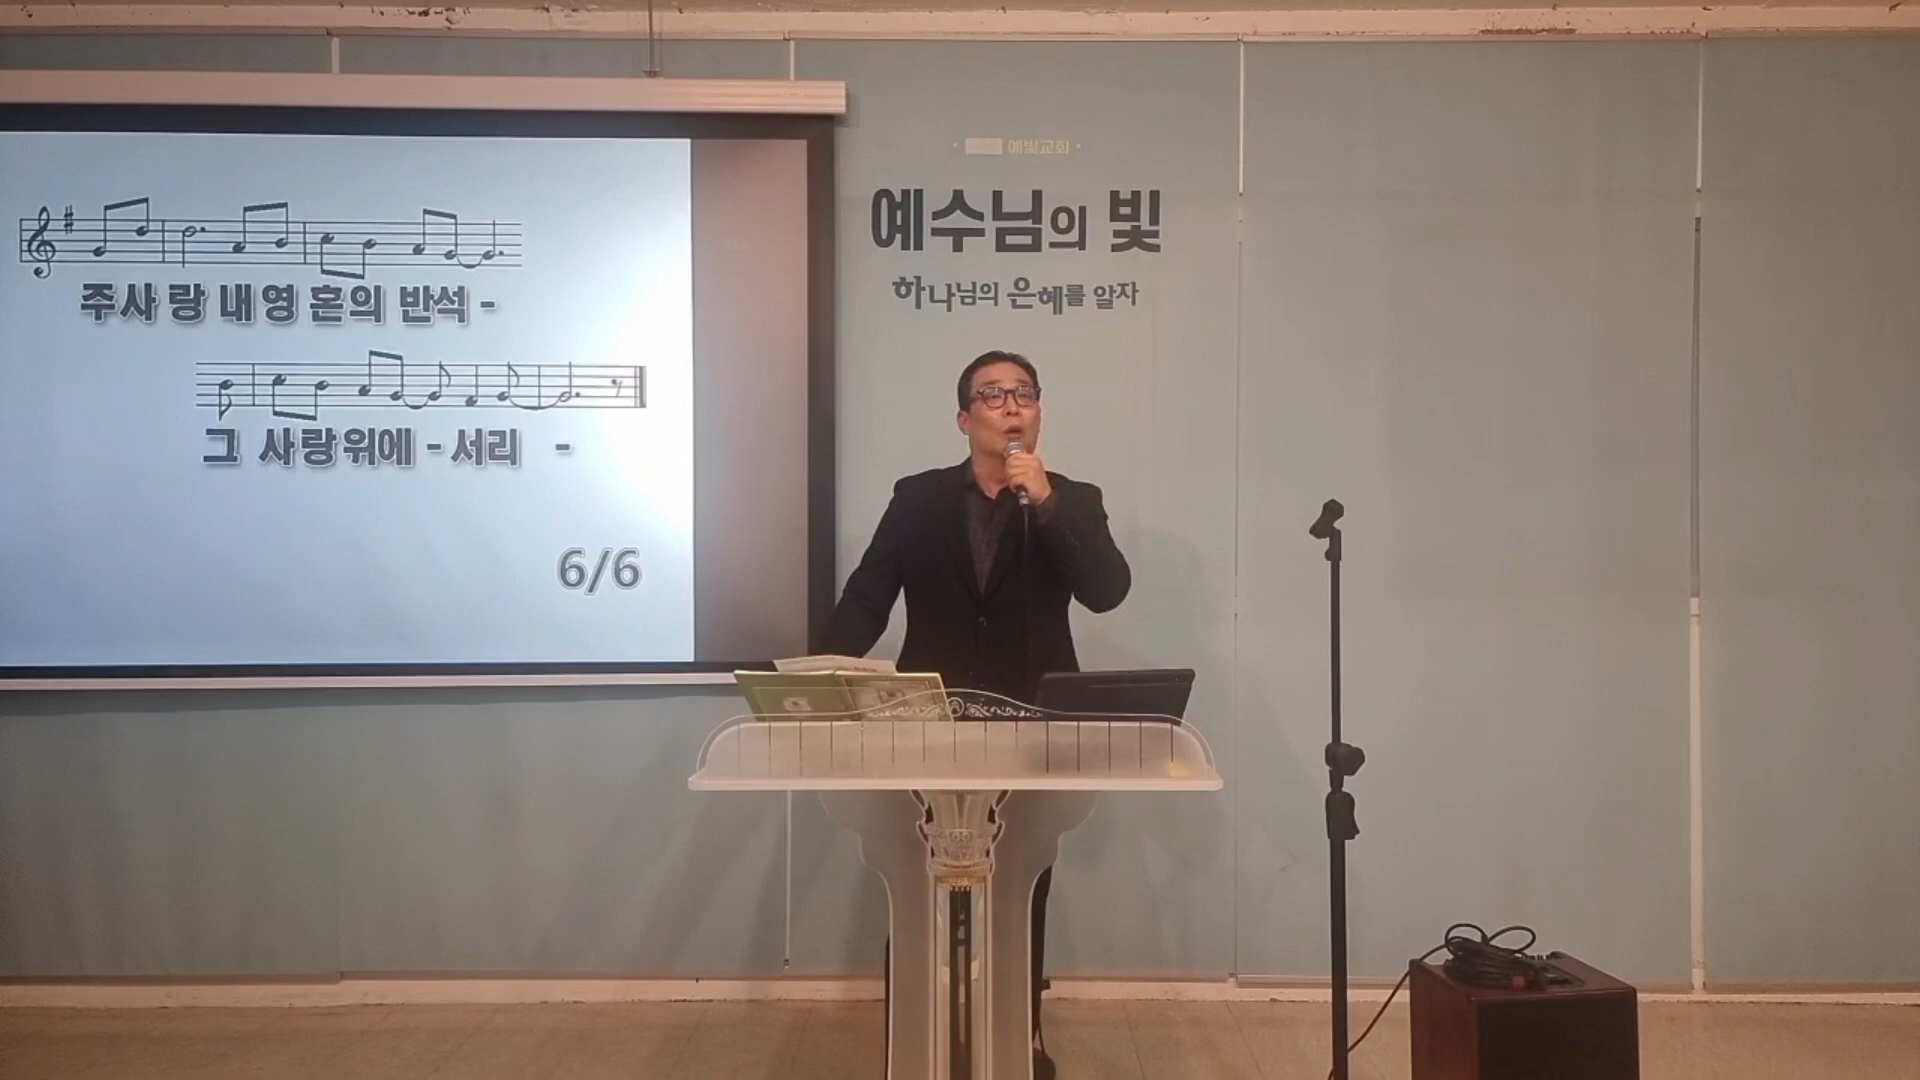 주사 랑 내 영 혼의 반석 -
그 사랑위에 - 서리 -
6/6
예빛교회
예수님의 빛
하나님의 은혜를 알자